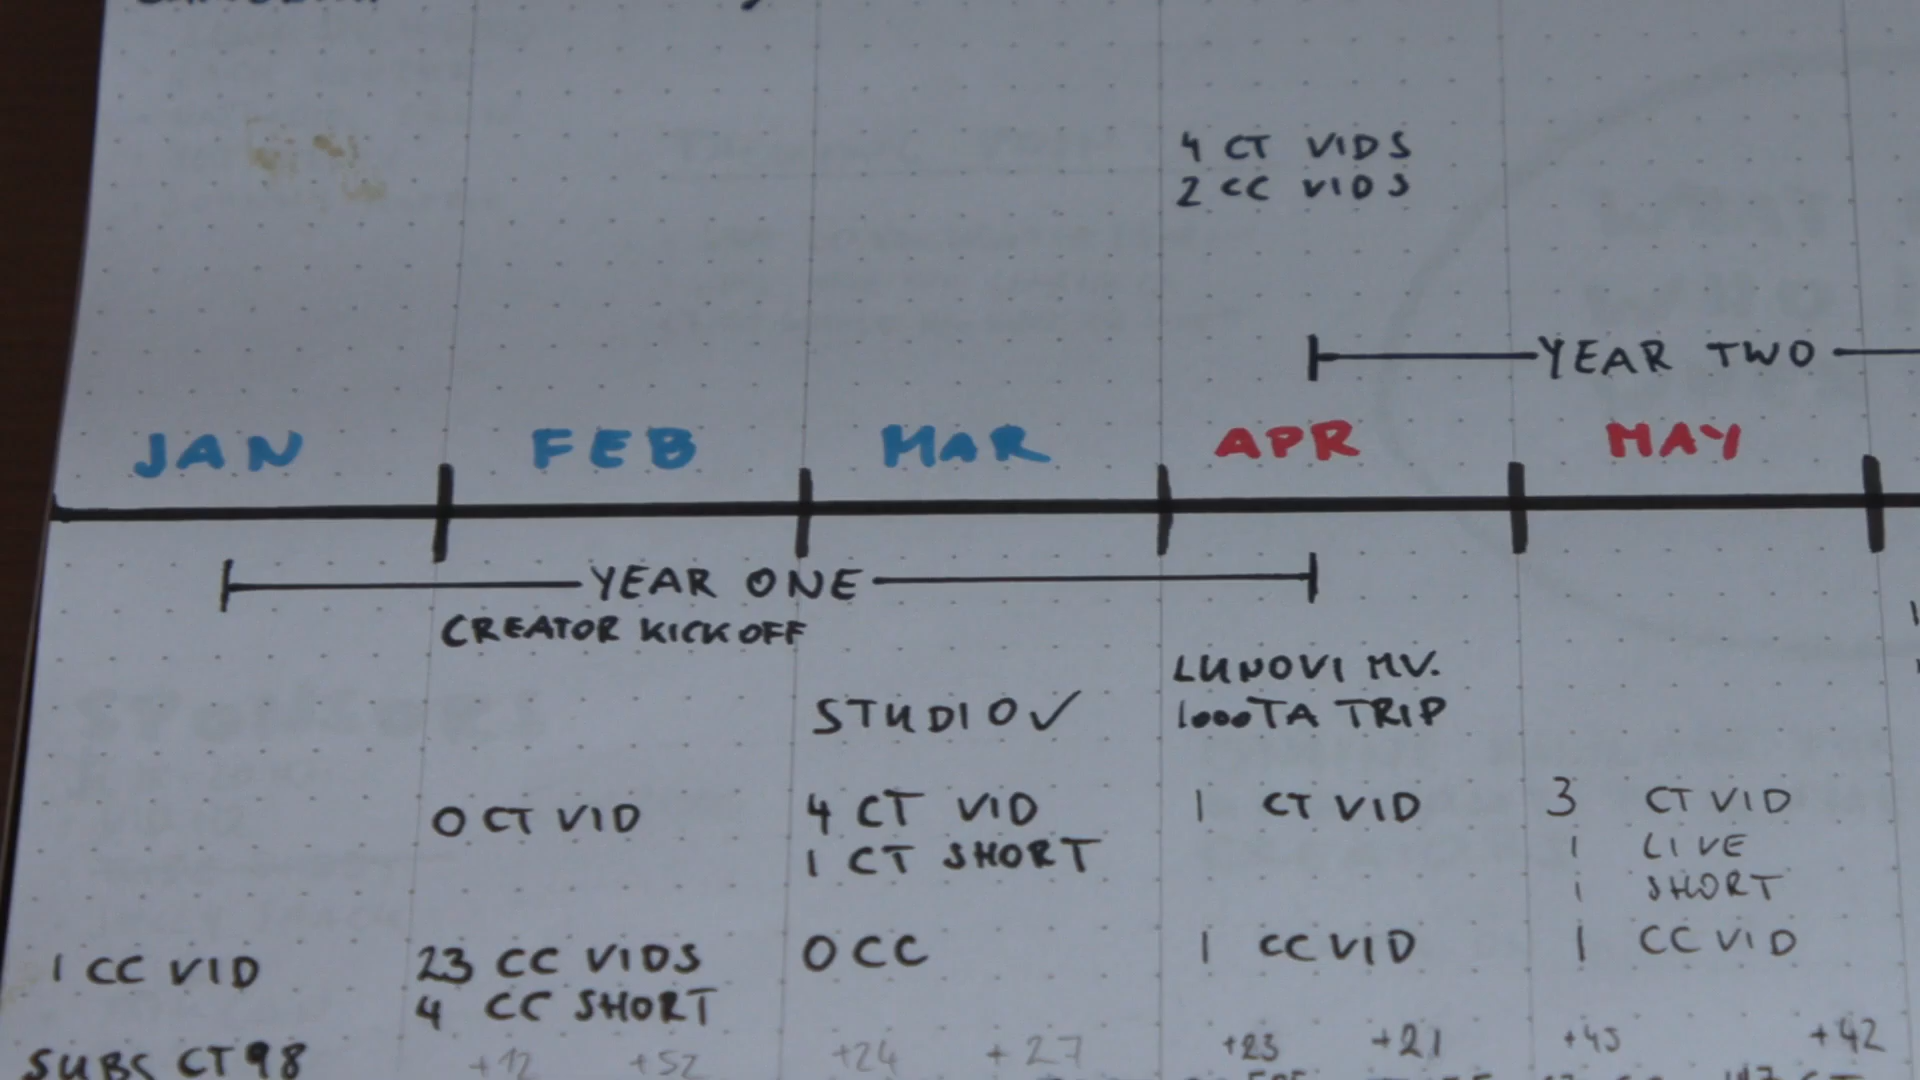 4 CT VIDS
2 CC VIDS
YEAR TWO
JAN FEB MAR APR MAY
YEAR ONE
CREATOR KICK OFF
LUNOVI MV.
STUDIO ✓ 1000TA TRIP
0 CT VID 4 CT VID 1 CT VID 3 CT VID
1 CT SHORT 1 LIVE
1 SHORT
1 CC VID 23 CC VIDS 0 CC 1 CC VID 1 CC VID
4 CC SHORT
SUBS CT 98 +12 +52 +24 +27 +23 +21 +45 +42